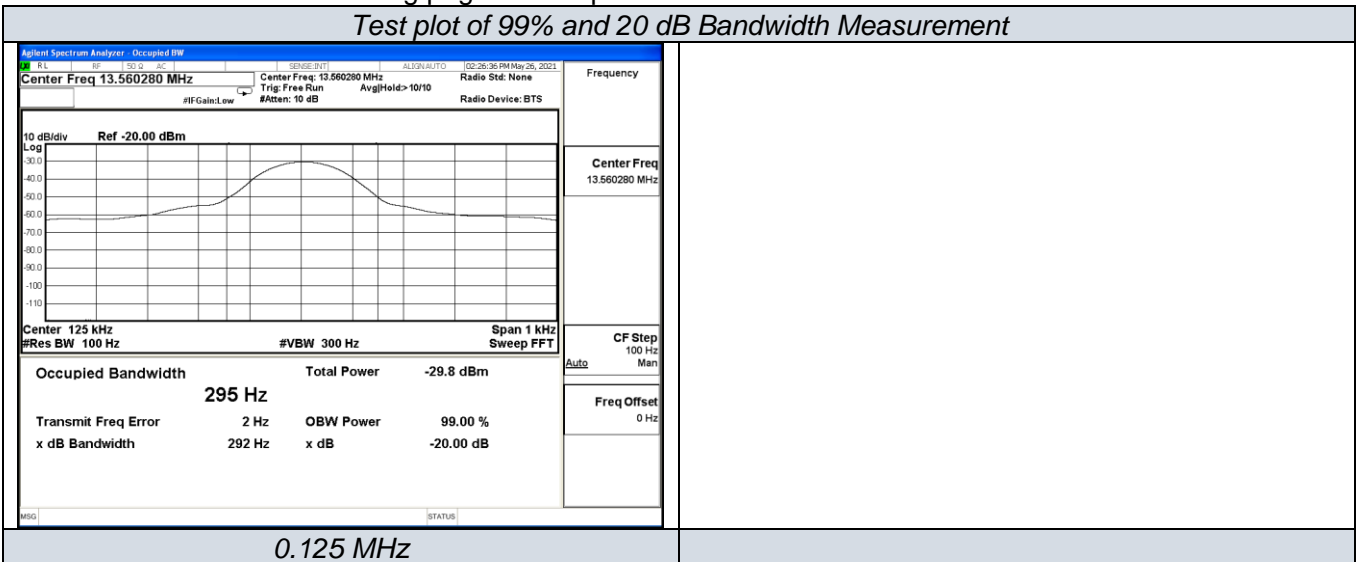 Test plot of 99% and 20 dB Bandwidth Measurement
Agilent Spectrum Analyzer - Occupied BW
RL RF 50 Ω AC SENSE:INT ALIGN AUTO 02:26:36 PM May 26, 2021
Center Freq 13.560280 MHz Center Freq: 13.560280 MHz Radio Std: None Frequency
Trig: Free Run Avg|Hold:>10/10
#IFGain:Low #Atten: 10 dB Radio Device: BTS
10 dB/div Ref -20.00 dBm
Log
-30.0
-40.0
-50.0
-60.0
-70.0
-80.0
-90.0
-100
-110
Center Freq
13.560280 MHz
Center 125 kHz Span 1 kHz
#Res BW 100 Hz #VBW 300 Hz Sweep FFT
CF Step
100 Hz
Auto Man
Occupied Bandwidth Total Power -29.8 dBm
295 Hz
Freq Offset
0 Hz
Transmit Freq Error 2 Hz OBW Power 99.00 %
x dB Bandwidth 292 Hz x dB -20.00 dB
MSG STATUS
0.125 MHz